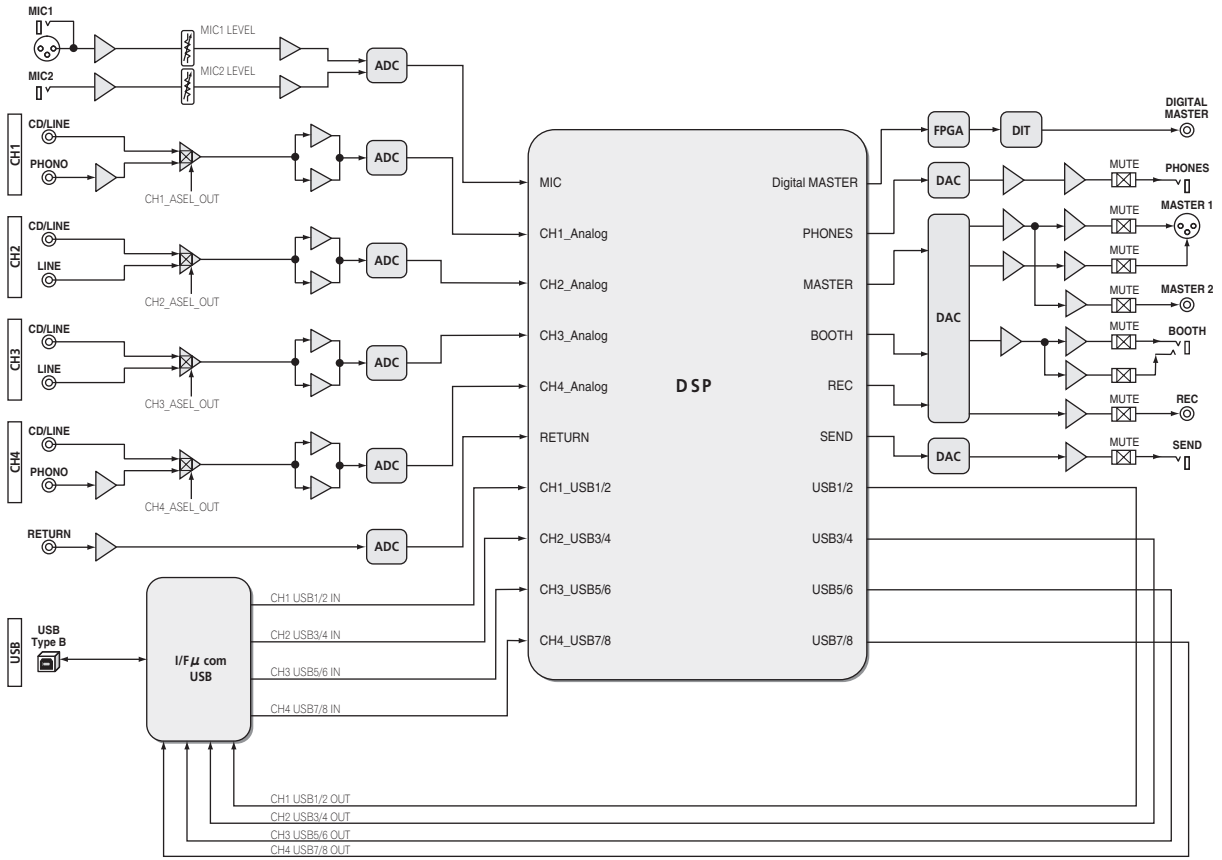 MIC1
MIC1 LEVEL
MIC2
MIC2 LEVEL
ADC
CH1
CD/LINE
PHONO
CH1_ASEL_OUT
ADC
CH2
CD/LINE
LINE
CH2_ASEL_OUT
ADC
CH3
CD/LINE
LINE
CH3_ASEL_OUT
ADC
CH4
CD/LINE
PHONO
CH4_ASEL_OUT
ADC
RETURN
ADC
USB
USB
Type B
I/F μ com
USB
CH1 USB1/2 IN
CH2 USB3/4 IN
CH3 USB5/6 IN
CH4 USB7/8 IN
DSP
MIC
CH1_Analog
CH2_Analog
CH3_Analog
CH4_Analog
RETURN
CH1_USB1/2
CH2_USB3/4
CH3_USB5/6
CH4_USB7/8
Digital MASTER
PHONES
MASTER
BOOTH
REC
SEND
USB1/2
USB3/4
USB5/6
USB7/8
FPGA
DIT
DIGITAL
MASTER
DAC
MUTE
PHONES
DAC
MUTE
MASTER 1
MUTE
MUTE
MASTER 2
MUTE
BOOTH
MUTE
REC
DAC
MUTE
SEND
CH1 USB1/2 OUT
CH2 USB3/4 OUT
CH3 USB5/6 OUT
CH4 USB7/8 OUT